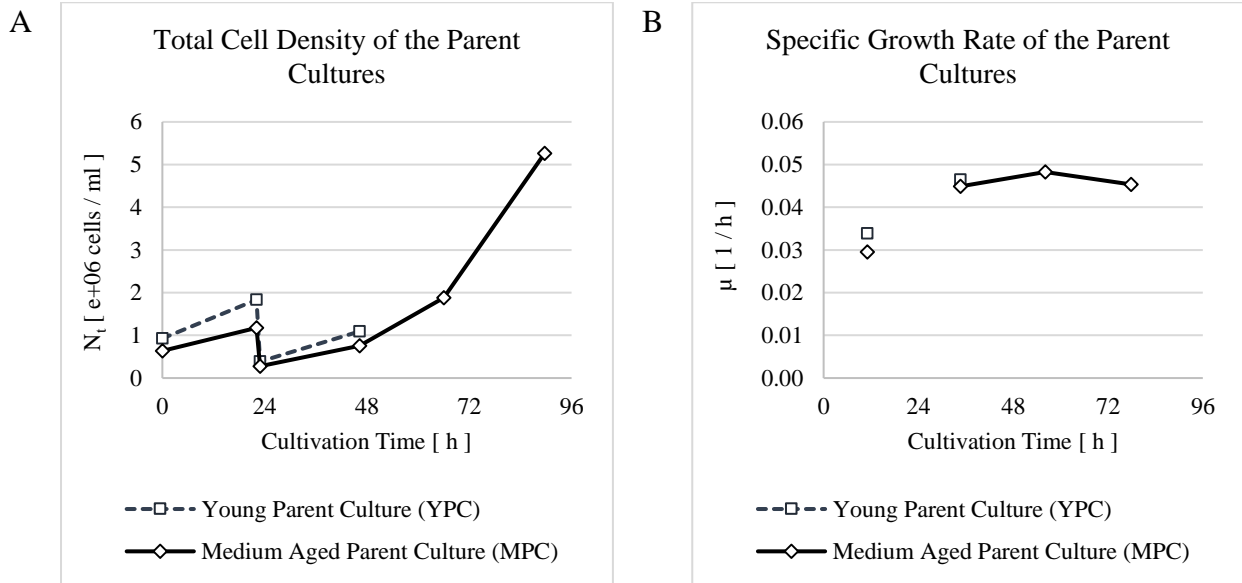 A
Total Cell Density of the Parent
Cultures
6
5
4
3
2
1
0
N_t [ e+06 cells / ml ]
0 24 48 72 96
Cultivation Time [ h ]
Young Parent Culture (YPC)
Medium Aged Parent Culture (MPC)
B
Specific Growth Rate of the Parent
Cultures
0.06
0.05
0.04
0.03
0.02
0.01
0.00
µ [ 1 / h ]
0 24 48 72 96
Cultivation Time [ h ]
Young Parent Culture (YPC)
Medium Aged Parent Culture (MPC)